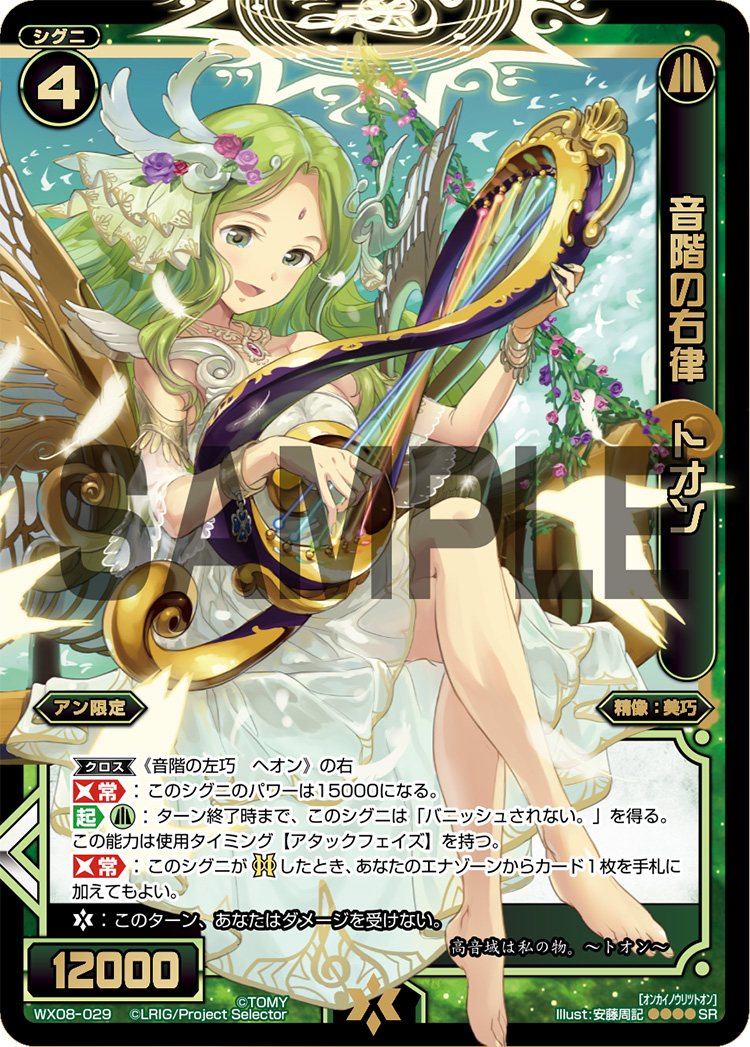 シグニ
4
音階の右律 トオン
SAMPLE
アン限定
精像：美巧
クロス 《音階の左巧 ヘオン》の右
常：このシグニのパワーは15000になる。
起：ターン終了時まで、このシグニは「バニッシュされない。」を得る。
この能力は使用タイミング【アタックフェイズ】を持つ。
常：このシグニがしたとき、あなたのエナゾーンからカード１枚を手札に
加えてもよい。
：このターン、あなたはダメージを受けない。
高音域は私の物。～トオン～
12000
©TOMY
WX08-029 ©LRIG/Project Selector
[オンカイノウリツトオン]
Illust:安藤周記 SR